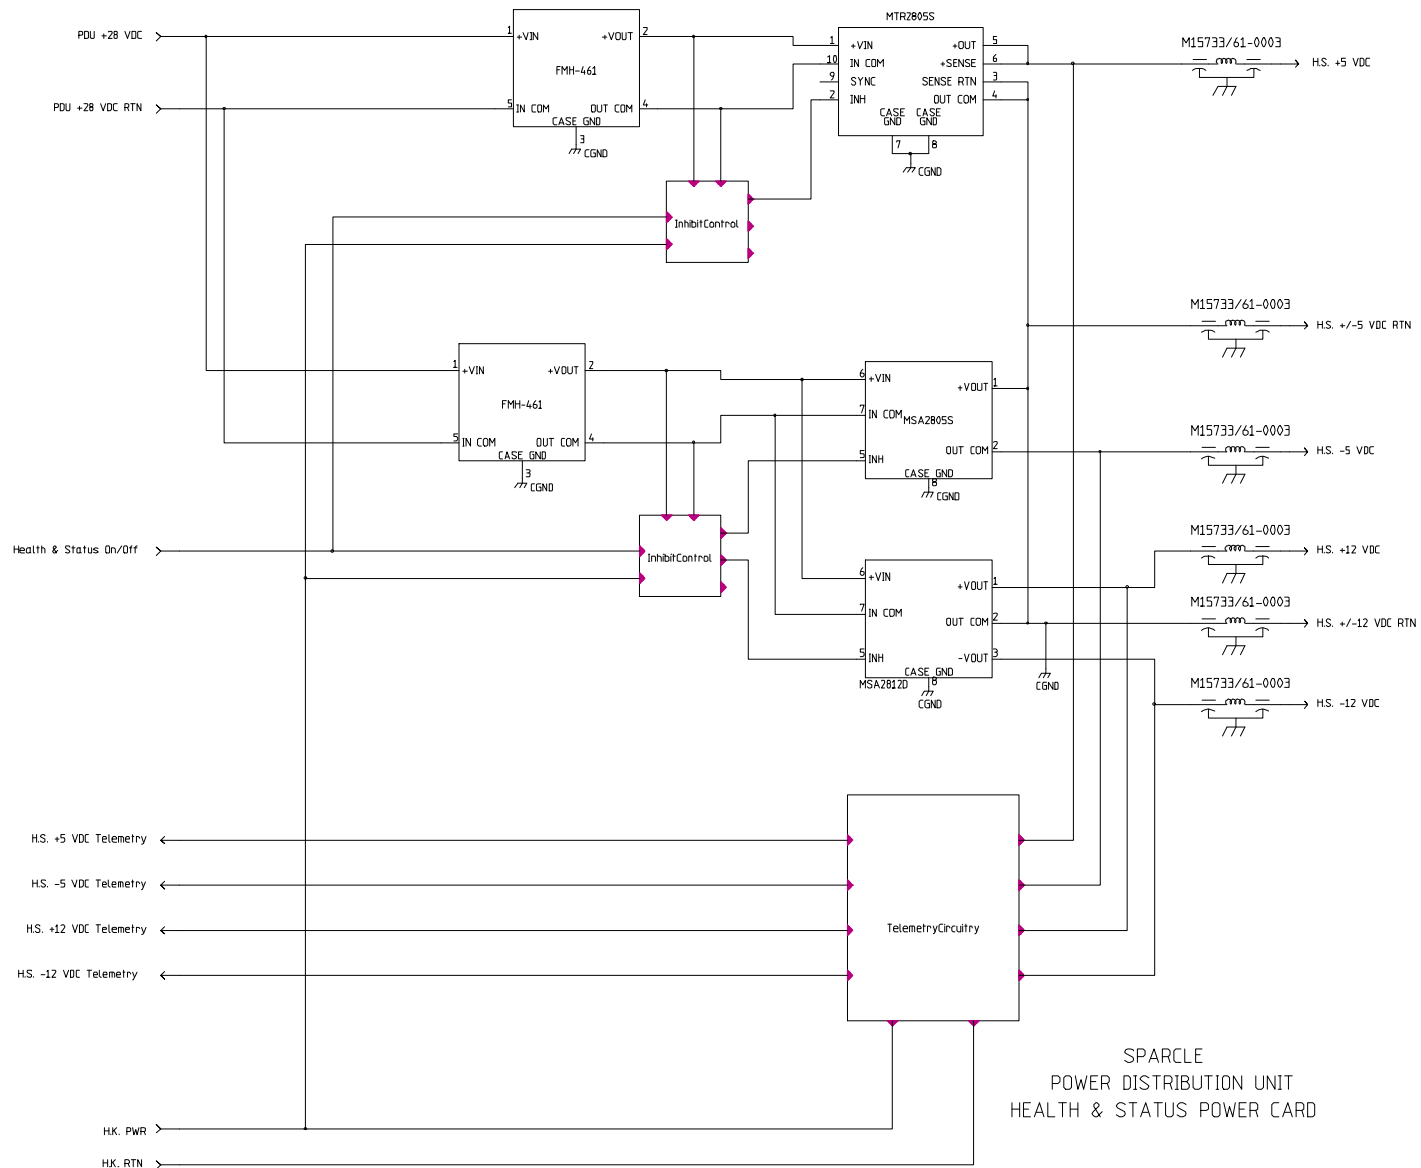 MTR2805S
PDU +28 VDC
1 +VIN +VOUT 2
FMH-461
5 IN COM OUT COM 4
CASE GND
3
CGND
PDU +28 VDC RTN
1 +VIN +OUT 5
10 IN COM +SENSE 6
9 SYNC SENSE RTN 3
2 INH OUT COM 4
CASE GND CASE GND
7 8
CGND
M15733/61-0003
H.S. +5 VDC
InhibitControl
M15733/61-0003
H.S. +/-5 VDC RTN
1 +VIN +VOUT 2
FMH-461
5 IN COM OUT COM 4
CASE GND
3
CGND
6 +VIN +VOUT 1
7 IN COM MSA2805S
OUT COM 2
5 INH
CASE GND
8
CGND
M15733/61-0003
H.S. -5 VDC
Health & Status On/Off
InhibitControl
M15733/61-0003
H.S. +12 VDC
6 +VIN +VOUT 1
7 IN COM OUT COM 2
5 INH -VOUT 3
CASE GND
MSA2812D 8
CGND
CGND
M15733/61-0003
H.S. +/-12 VDC RTN
M15733/61-0003
H.S. -12 VDC
H.S. +5 VDC Telemetry
H.S. -5 VDC Telemetry
H.S. +12 VDC Telemetry
H.S. -12 VDC Telemetry
TelemetryCircuitry
SPARCLE
POWER DISTRIBUTION UNIT
HEALTH & STATUS POWER CARD
H.K. PWR
H.K. RTN